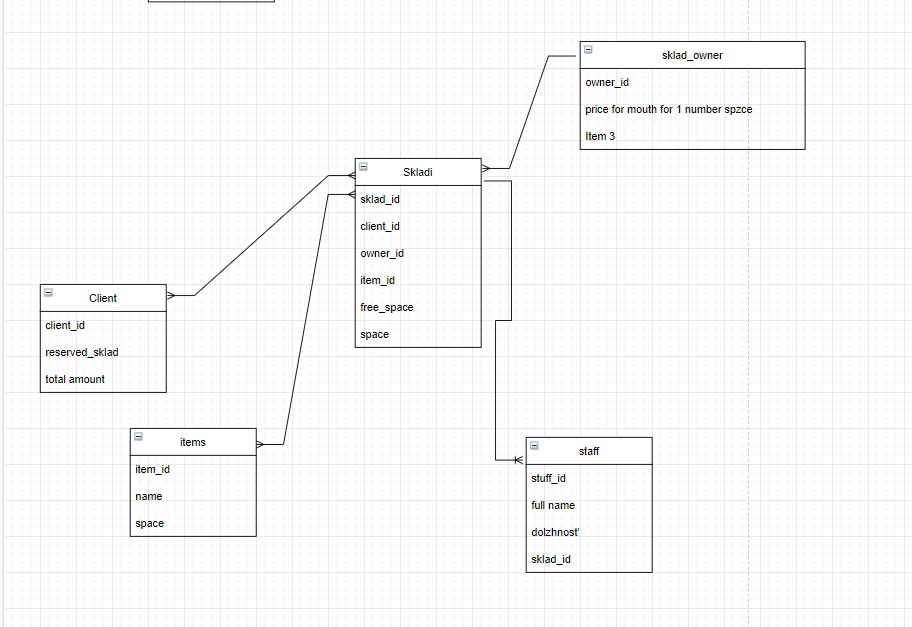 sklad_owner
owner_id
price for mouth for 1 number spzce
Item 3
Skladi
sklad_id
client_id
owner_id
item_id
free_space
space
Client
client_id
reserved_sklad
total amount
items
item_id
name
space
staff
stuff_id
full name
dolzhnost'
sklad_id